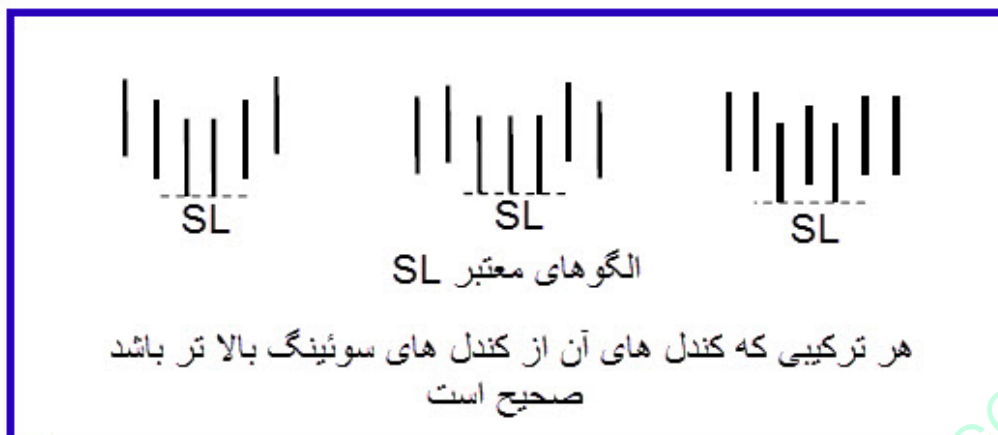 SL SL SL
الگوهای معتبر SL
هر ترکیبی که کندل های آن از کندل های سوئینگ بالا تر باشد
صحیح است